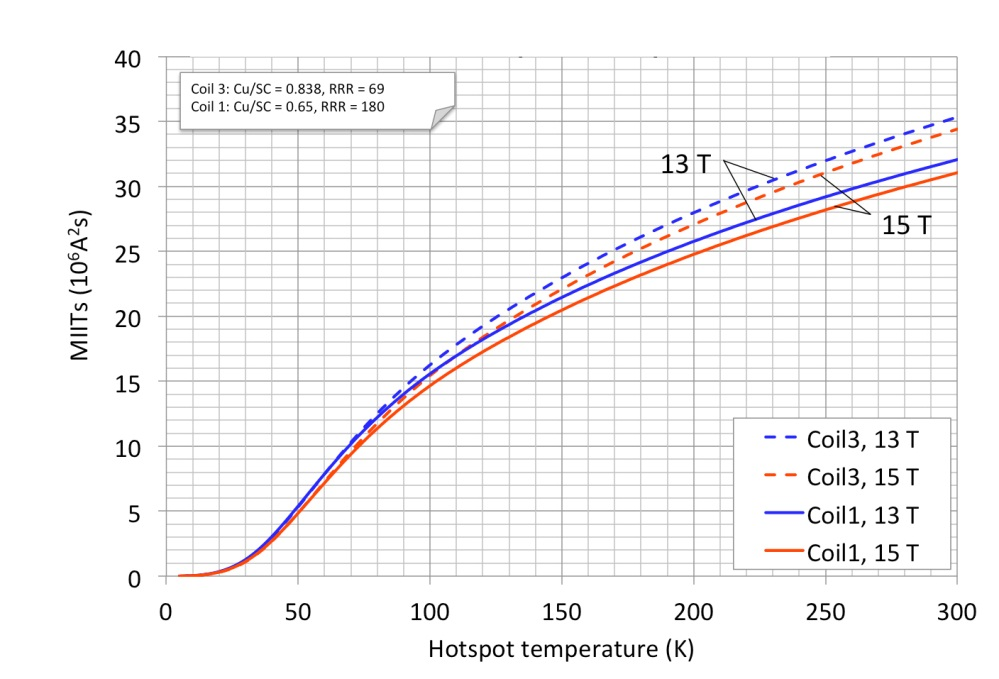 Coil 3: Cu/SC = 0.838, RRR = 69
Coil 1: Cu/SC = 0.65, RRR = 180
40
35
30
25
20
15
10
5
0
MIITs (10⁶A²s)
13 T
15 T
Coil3, 13 T
Coil3, 15 T
Coil1, 13 T
Coil1, 15 T
0 50 100 150 200 250 300
Hotspot temperature (K)